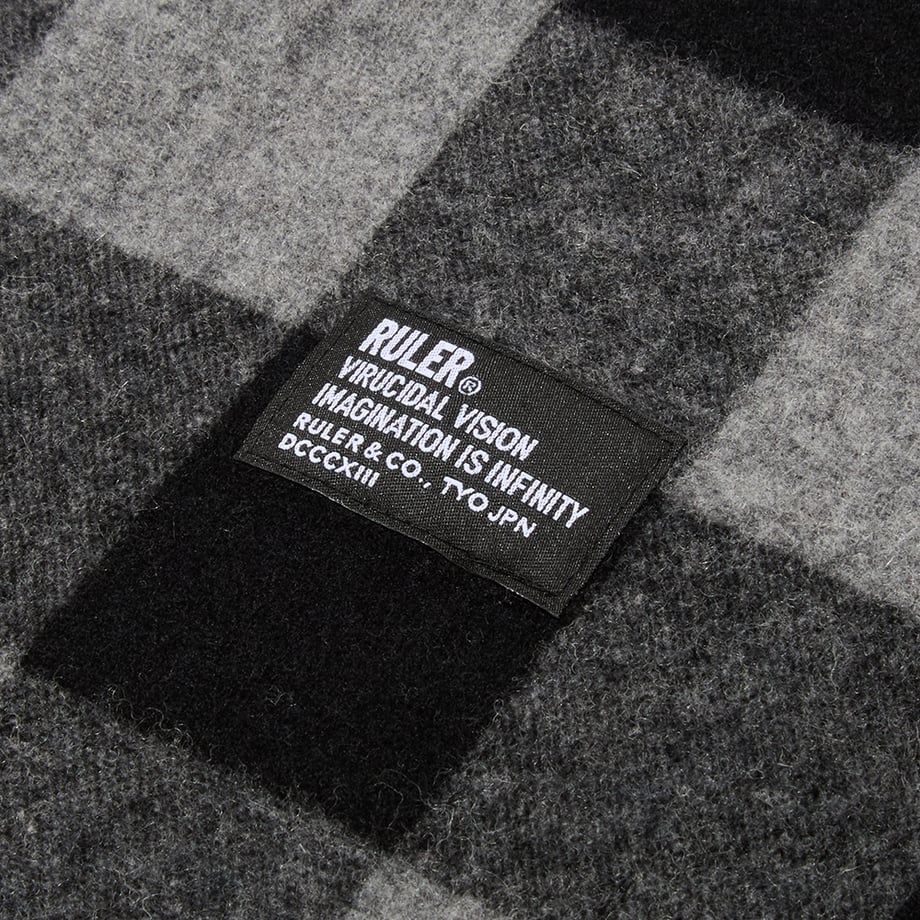 RULER®
VIRUCIDAL VISION
IMAGINATION IS INFINITY
RULER & CO., TYO JPN
DCCCXIII